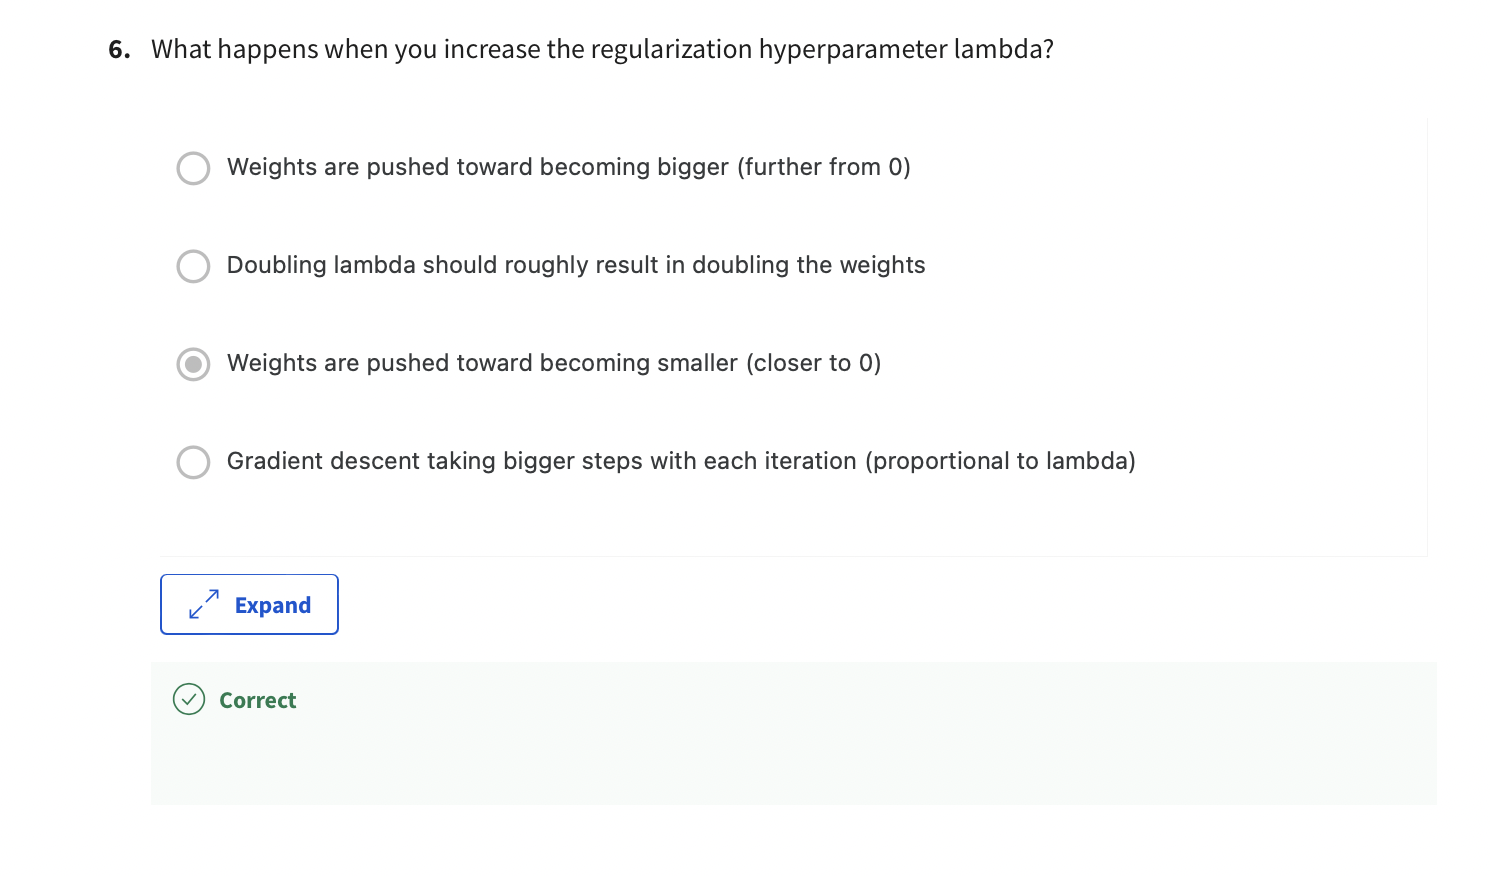 6. What happens when you increase the regularization hyperparameter lambda?
Weights are pushed toward becoming bigger (further from 0)
Doubling lambda should roughly result in doubling the weights
Weights are pushed toward becoming smaller (closer to 0)
Gradient descent taking bigger steps with each iteration (proportional to lambda)
Expand
Correct